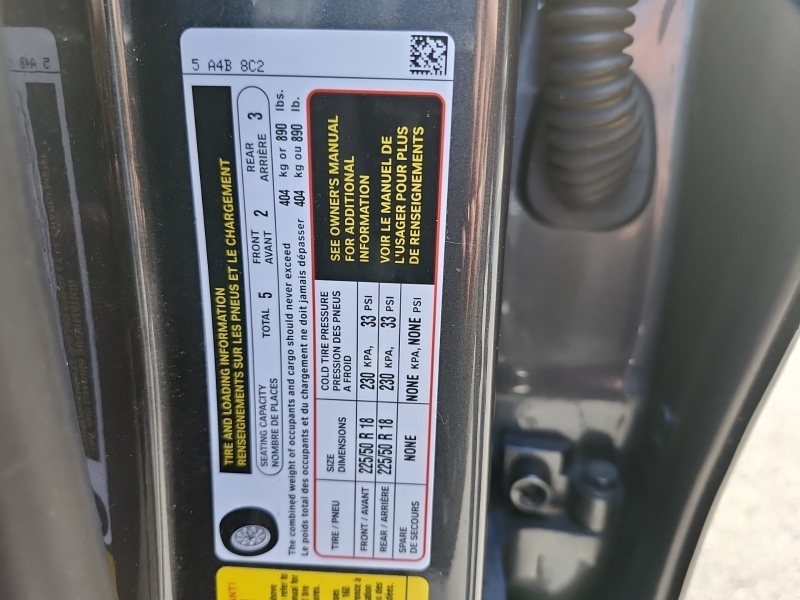 5 A4B 8C2
TIRE AND LOADING INFORMATION
RENSEIGNEMENTS SUR LES PNEUS ET LE CHARGEMENT
SEATING CAPACITY
NOMBRE DE PLACES
TOTAL 5
FRONT
AVANT 2
REAR
ARRIÈRE 3
The combined weight of occupants and cargo should never exceed 404 kg or 890 lbs.
Le poids total des occupants et du chargement ne doit jamais dépasser 404 kg ou 890 lb.
TIRE / PNEU
SIZE
DIMENSIONS
COLD TIRE PRESSURE
PRESSION DES PNEUS
A FROID
FRONT / AVANT 225/50 R 18 230 KPA, 33 PSI
REAR / ARRIÈRE 225/50 R 18 230 KPA, 33 PSI
SPARE
DE SECOURS
NONE NONE KPA, NONE PSI
SEE OWNER'S MANUAL
FOR ADDITIONAL
INFORMATION
VOIR LE MANUEL DE
L'USAGER POUR PLUS
DE RENSEIGNEMENTS